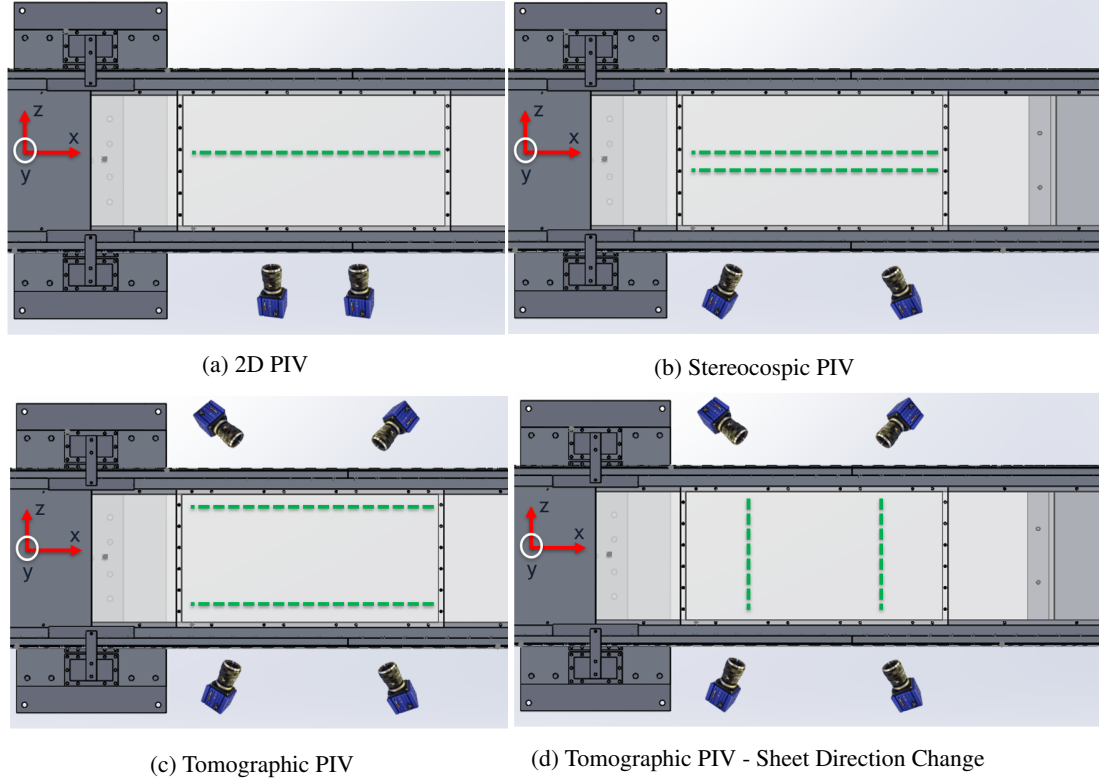 z
x
y
z
x
y
(a) 2D PIV
(b) Stereocospic PIV
z
x
y
z
x
y
(c) Tomographic PIV
(d) Tomographic PIV - Sheet Direction Change